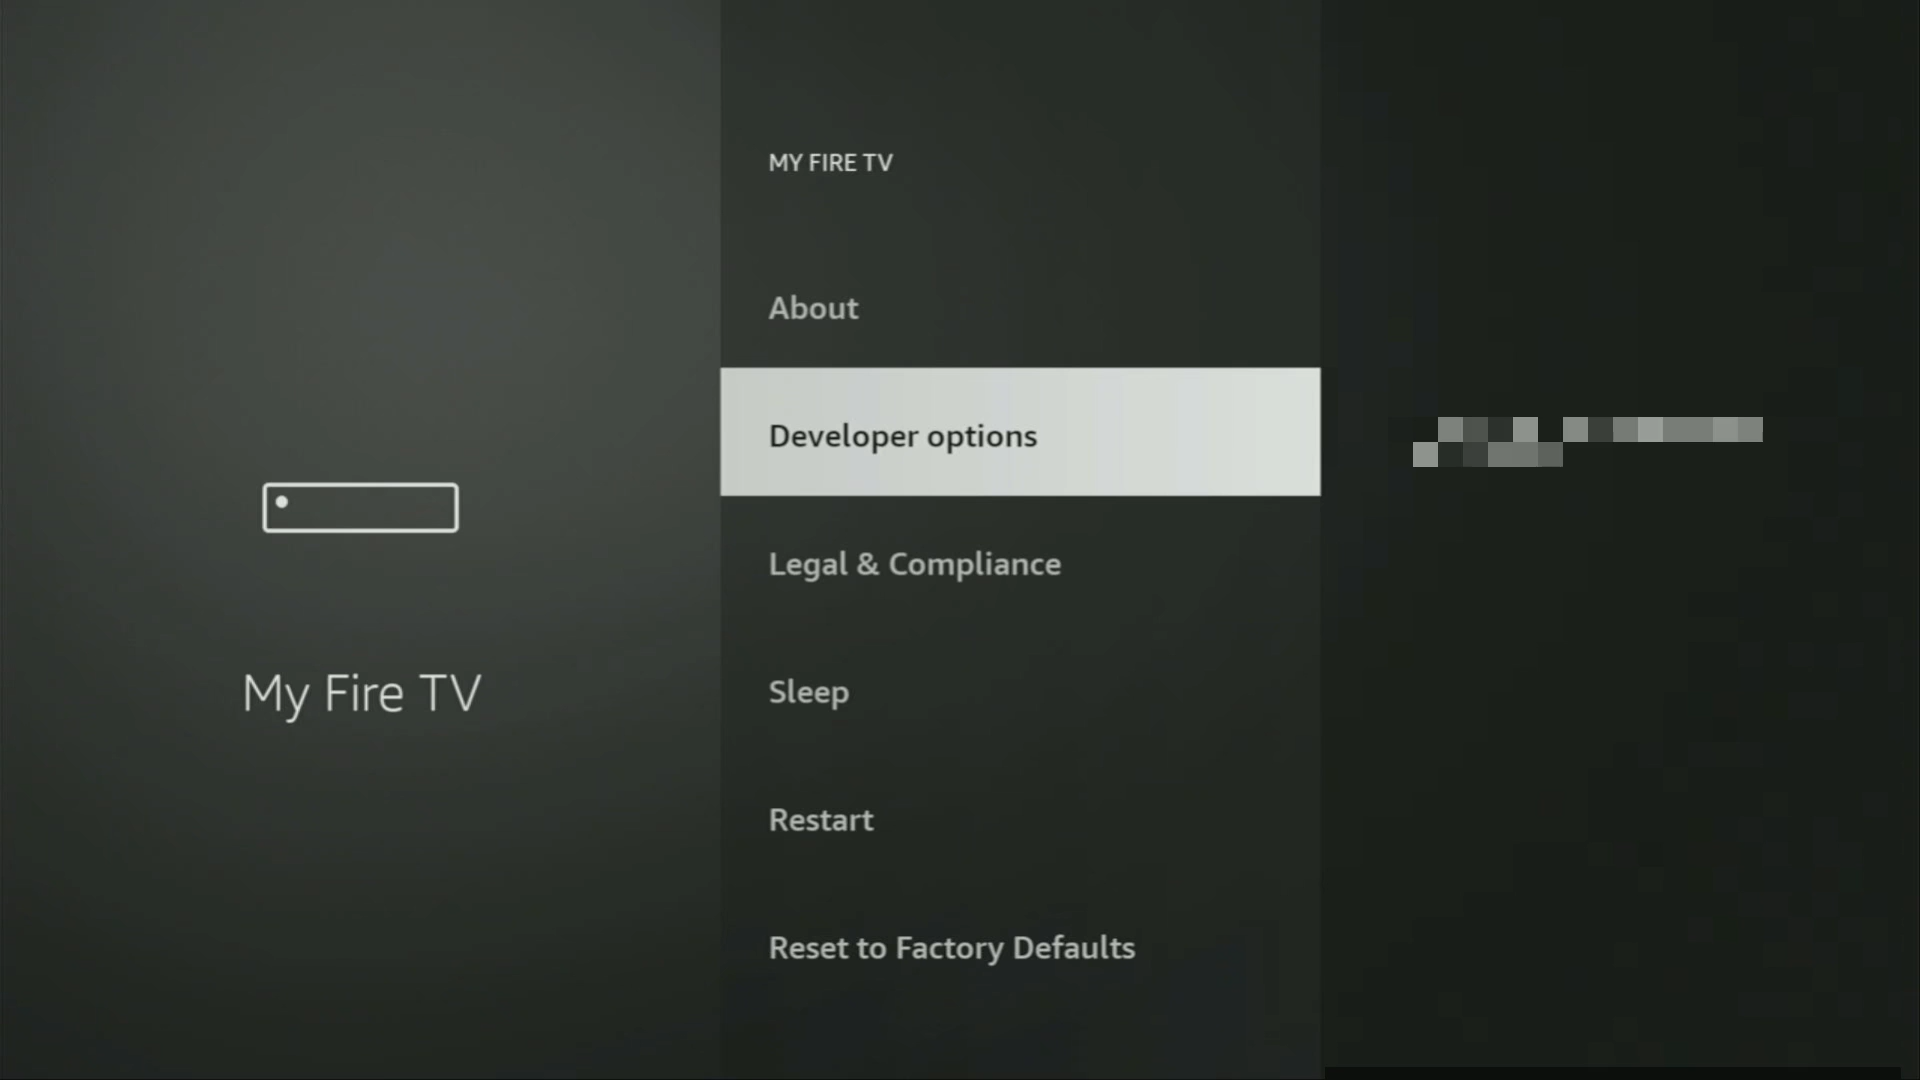 MY FIRE TV
About
Developer options
Legal & Compliance
Sleep
Restart
Reset to Factory Defaults
My Fire TV